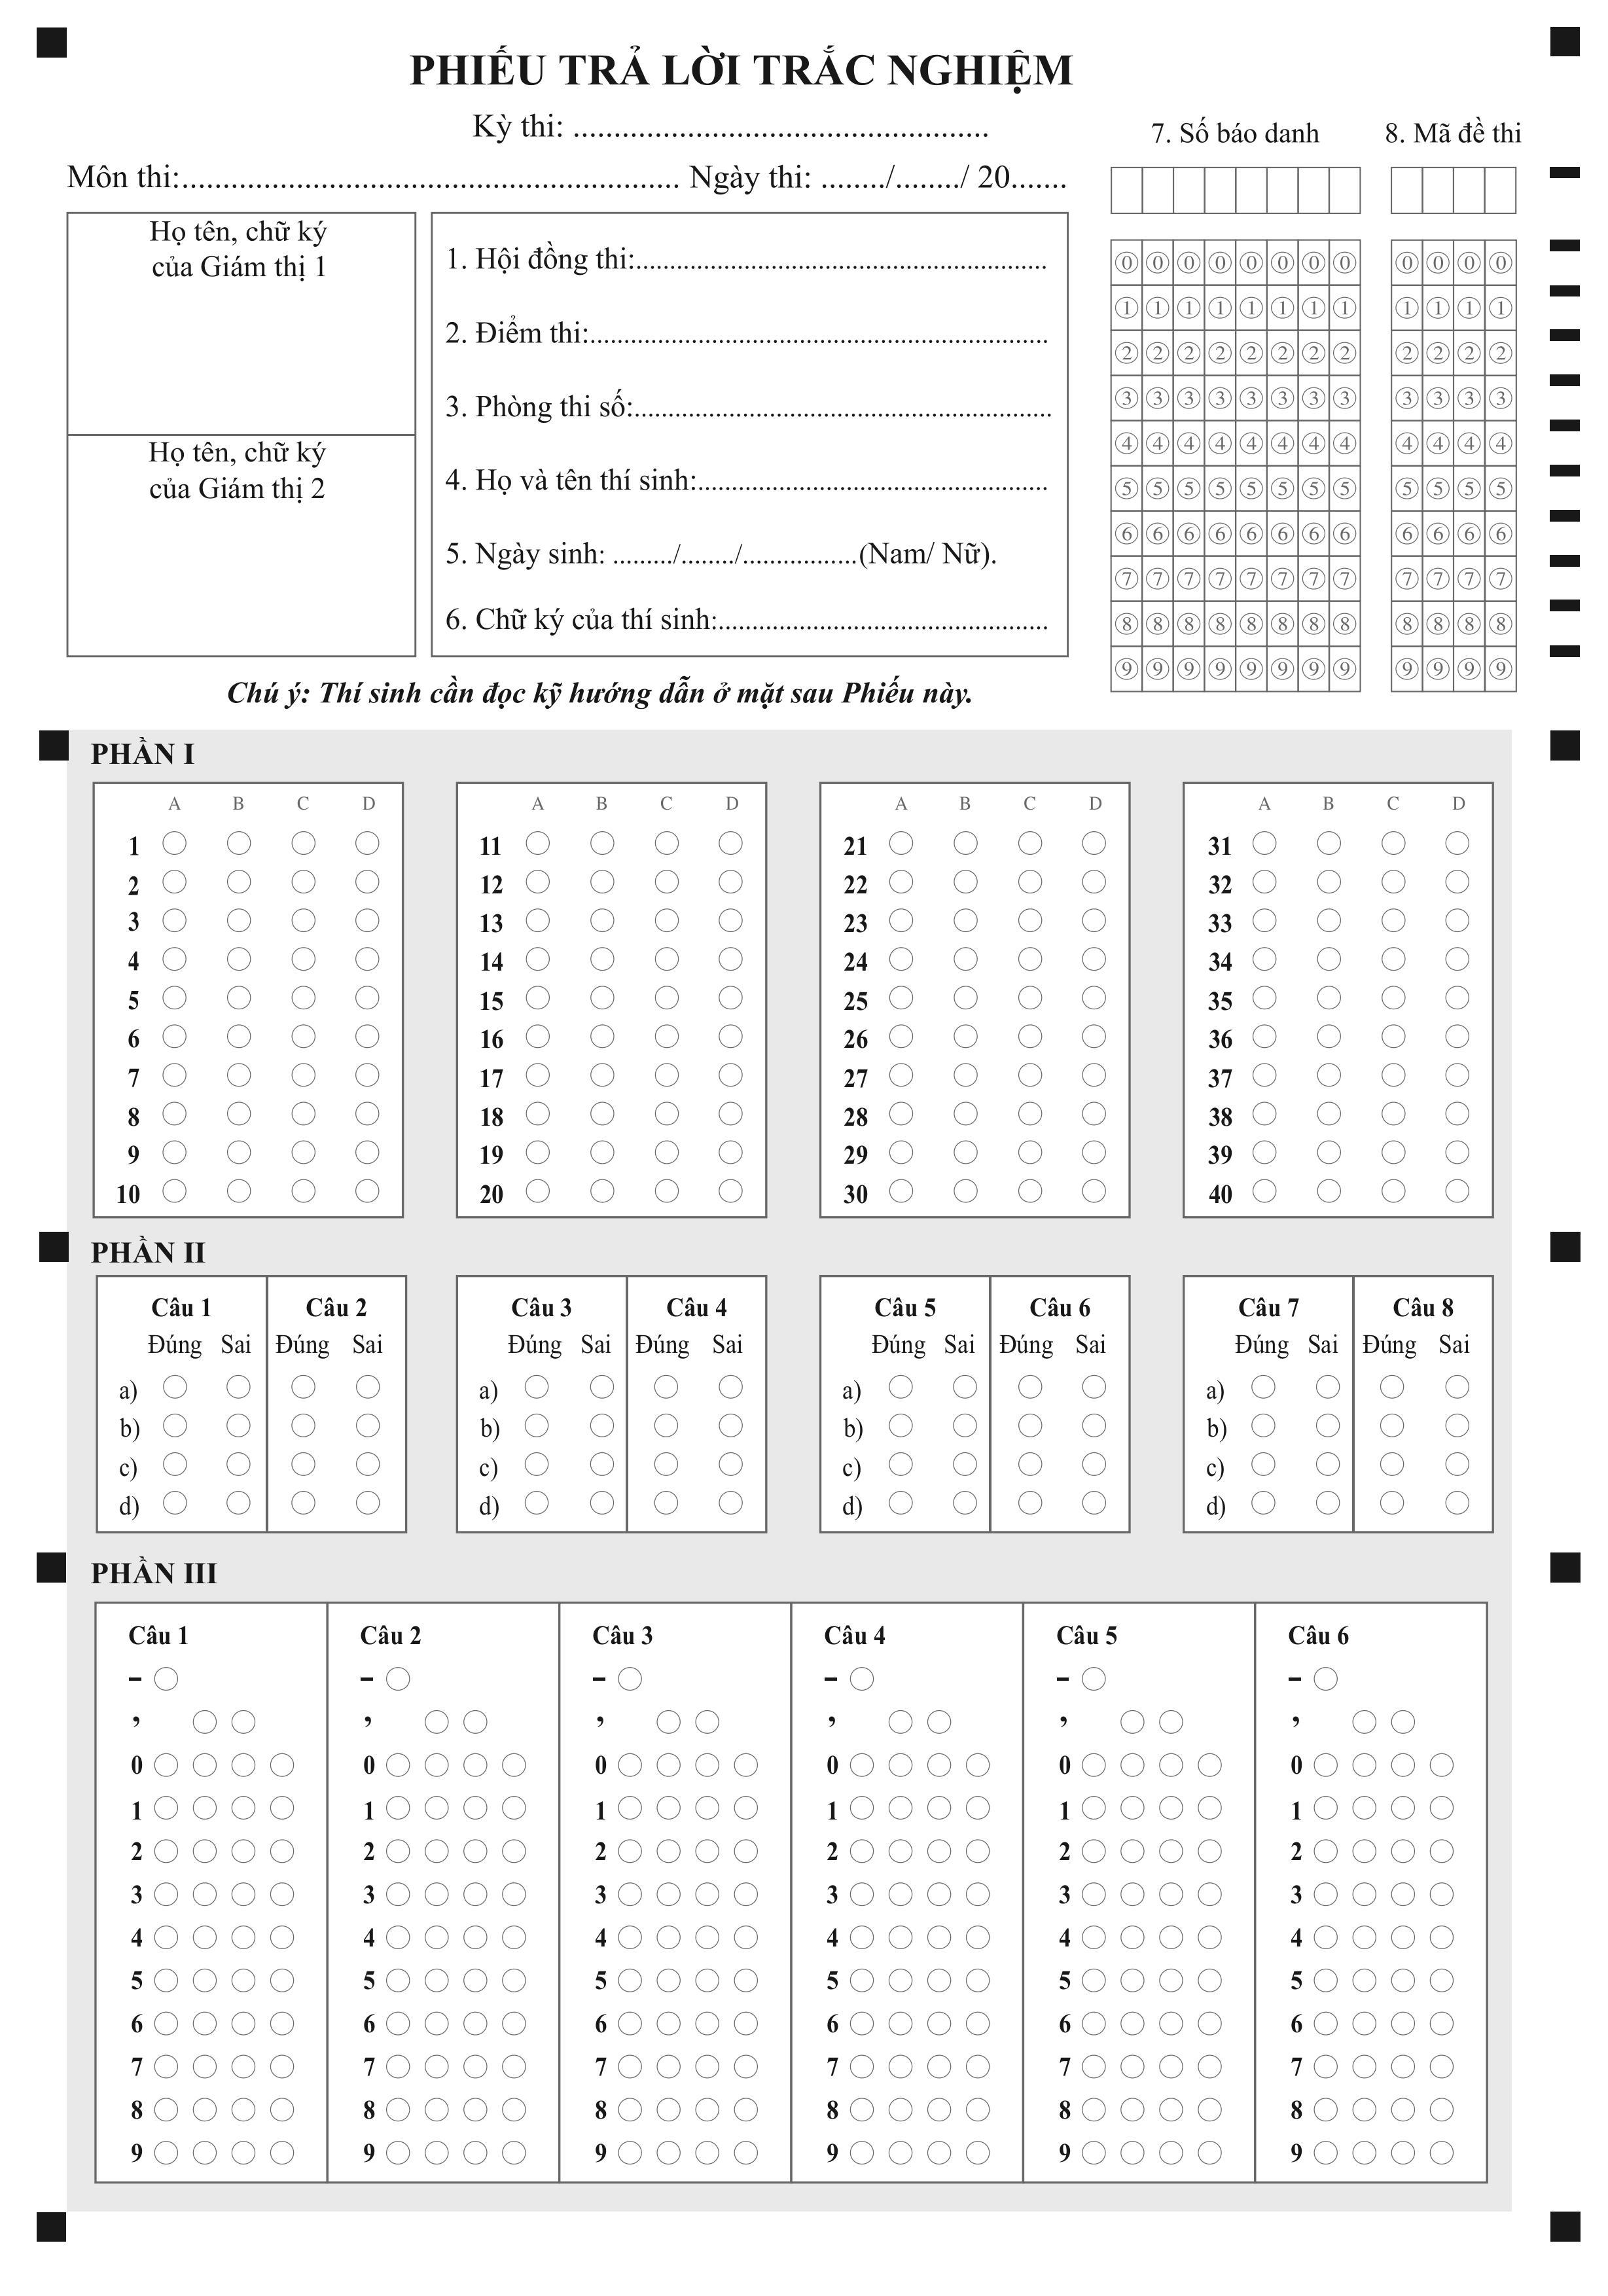 PHIẾU TRẢ LỜI TRẮC NGHIỆM
Kỳ thi: ...................................................
Môn thi:............................................................. Ngày thi: ......../......../ 20.......
Họ tên, chữ ký
của Giám thị 1
Họ tên, chữ ký
của Giám thị 2
1. Hội đồng thi:.............................................................
2. Điểm thi:....................................................................
3. Phòng thi số:..............................................................
4. Họ và tên thí sinh:....................................................
5. Ngày sinh: ........./......../.................(Nam/ Nữ).
6. Chữ ký của thí sinh:.................................................
Chú ý: Thí sinh cần đọc kỹ hướng dẫn ở mặt sau Phiếu này.
7. Số báo danh
0 0 0 0 0 0 0 0
1 1 1 1 1 1 1 1
2 2 2 2 2 2 2 2
3 3 3 3 3 3 3 3
4 4 4 4 4 4 4 4
5 5 5 5 5 5 5 5
6 6 6 6 6 6 6 6
7 7 7 7 7 7 7 7
8 8 8 8 8 8 8 8
9 9 9 9 9 9 9 9
8. Mã đề thi
0 0 0 0
1 1 1 1
2 2 2 2
3 3 3 3
4 4 4 4
5 5 5 5
6 6 6 6
7 7 7 7
8 8 8 8
9 9 9 9
PHẦN I
A B C D
1
2
3
4
5
6
7
8
9
10
A B C D
11
12
13
14
15
16
17
18
19
20
A B C D
21
22
23
24
25
26
27
28
29
30
A B C D
31
32
33
34
35
36
37
38
39
40
PHẦN II
Câu 1 Câu 2
Đúng Sai Đúng Sai
a)
b)
c)
d)
Câu 3 Câu 4
Đúng Sai Đúng Sai
a)
b)
c)
d)
Câu 5 Câu 6
Đúng Sai Đúng Sai
a)
b)
c)
d)
Câu 7 Câu 8
Đúng Sai Đúng Sai
a)
b)
c)
d)
PHẦN III
Câu 1
–
,
0
1
2
3
4
5
6
7
8
9
Câu 2
–
,
0
1
2
3
4
5
6
7
8
9
Câu 3
–
,
0
1
2
3
4
5
6
7
8
9
Câu 4
–
,
0
1
2
3
4
5
6
7
8
9
Câu 5
–
,
0
1
2
3
4
5
6
7
8
9
Câu 6
–
,
0
1
2
3
4
5
6
7
8
9